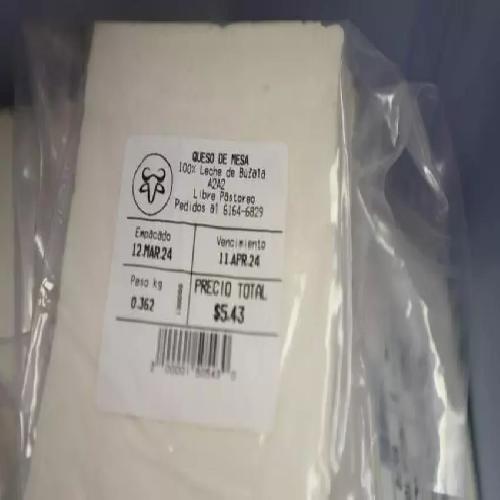 QUESO DE MESA
100% Leche de Bufala
A2A2
Libre Pastoreo
Pedidos al 6164-6829
Empacado
12.MAR.24
Vencimiento
11.APR.24
Peso kg
0.362
PRECIO TOTAL
$5.43